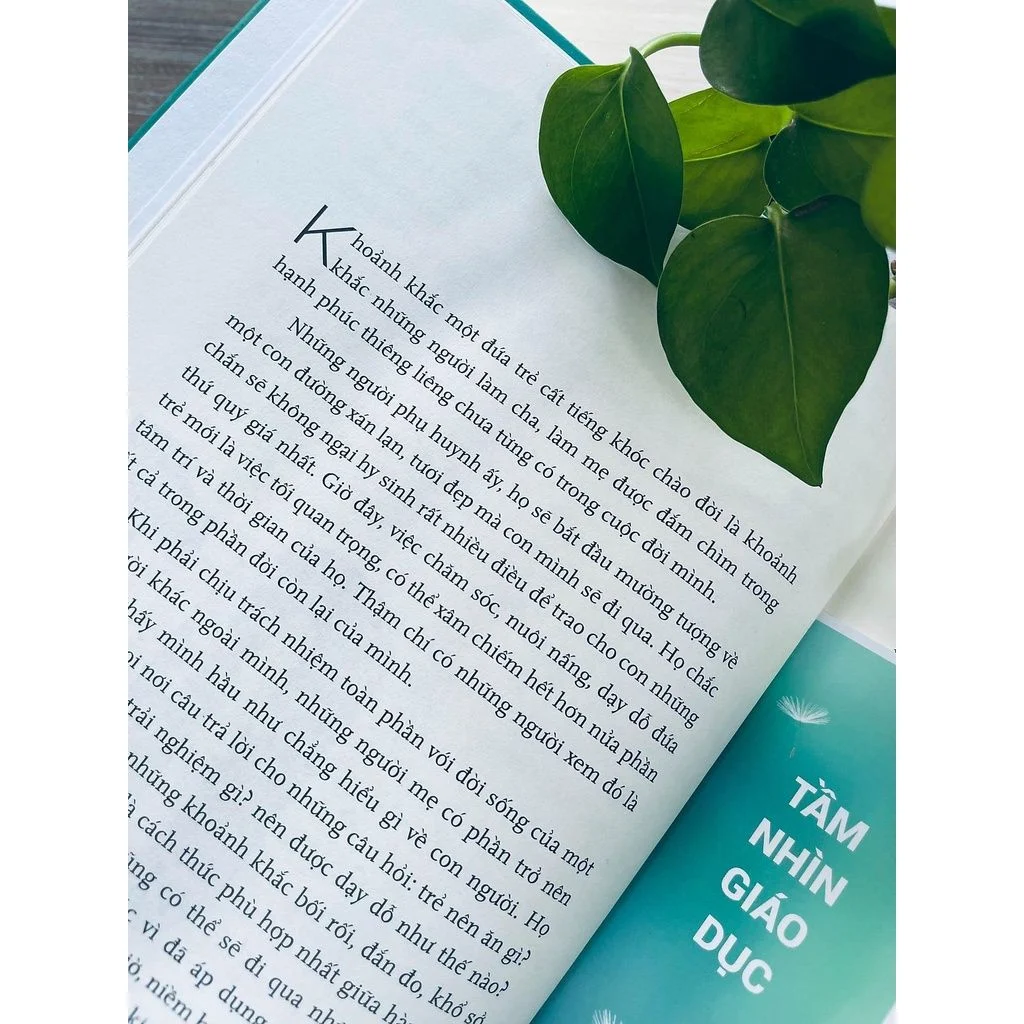 Khoảnh khắc một đứa trẻ cất tiếng khóc chào đời là khoảnh
khắc những người làm cha, làm mẹ được đắm chìm trong
hạnh phúc thiêng liêng chưa từng có trong cuộc đời mình.
Những người phụ huynh ấy, họ sẽ bắt đầu mường tượng về
một con đường xán lạn, tươi đẹp mà con mình sẽ đi qua. Họ chắc
chắn sẽ không ngại hy sinh rất nhiều điều để trao cho con những
thứ quý giá nhất. Giờ đây, việc chăm sóc, nuôi nấng, dạy dỗ đứa
trẻ mới là việc tối quan trọng, có thể xâm chiếm hết hơn nửa phần
tâm trí và thời gian của họ. Thậm chí có những người xem đó là
cả trong phần đời còn lại của mình.
Khi phải chịu trách nhiệm toàn phần với đời sống của một
khác ngoài mình, những người mẹ có phần trở nên
mình hầu như chẳng hiểu gì về con người. Họ
nơi câu trả lời cho những câu hỏi: trẻ nên ăn gì?
trải nghiệm gì? nên được dạy dỗ như thế nào?
những khoảnh khắc bối rối, đắn đo, khổ sở
cách thức phù hợp nhất giữa
có thể sẽ đi qua
vì đã áp dụng
niềm
TẦM
NHÌN
GIÁO
DỤC